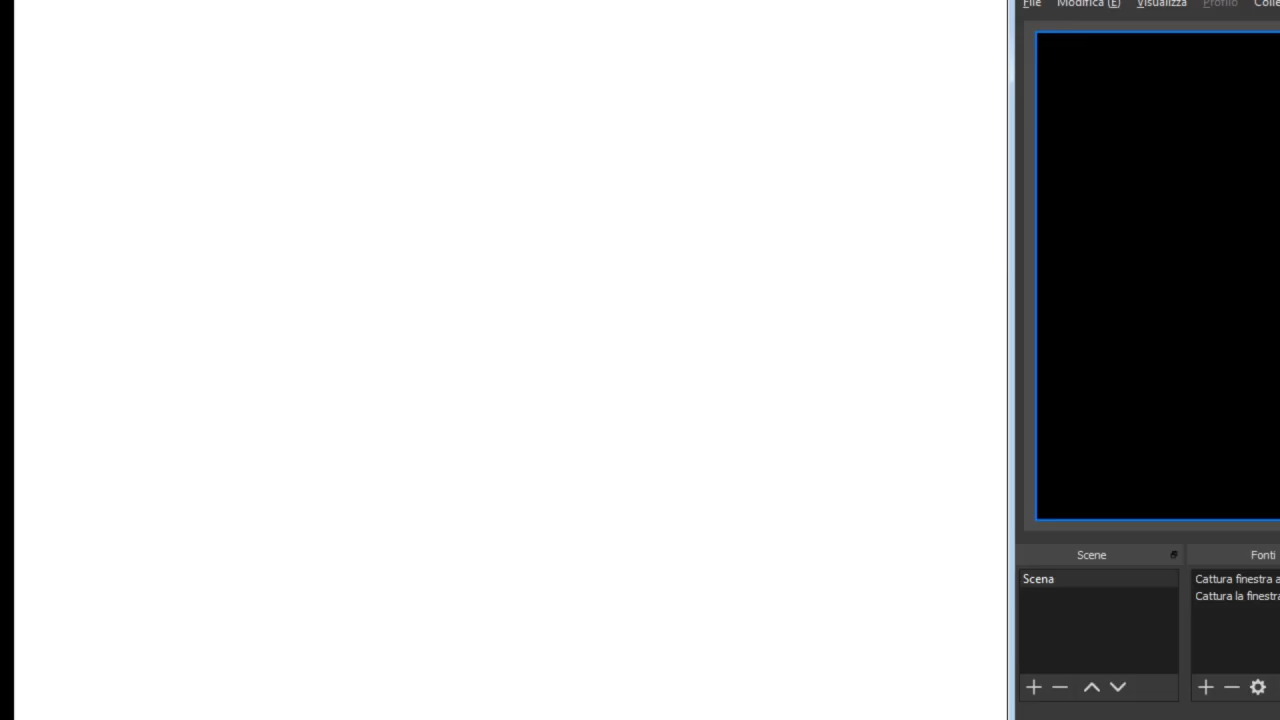 File Modifica (E) Visualizza Profilo
Scene Fonti
Scena
Cattura finestra
Cattura la finestra